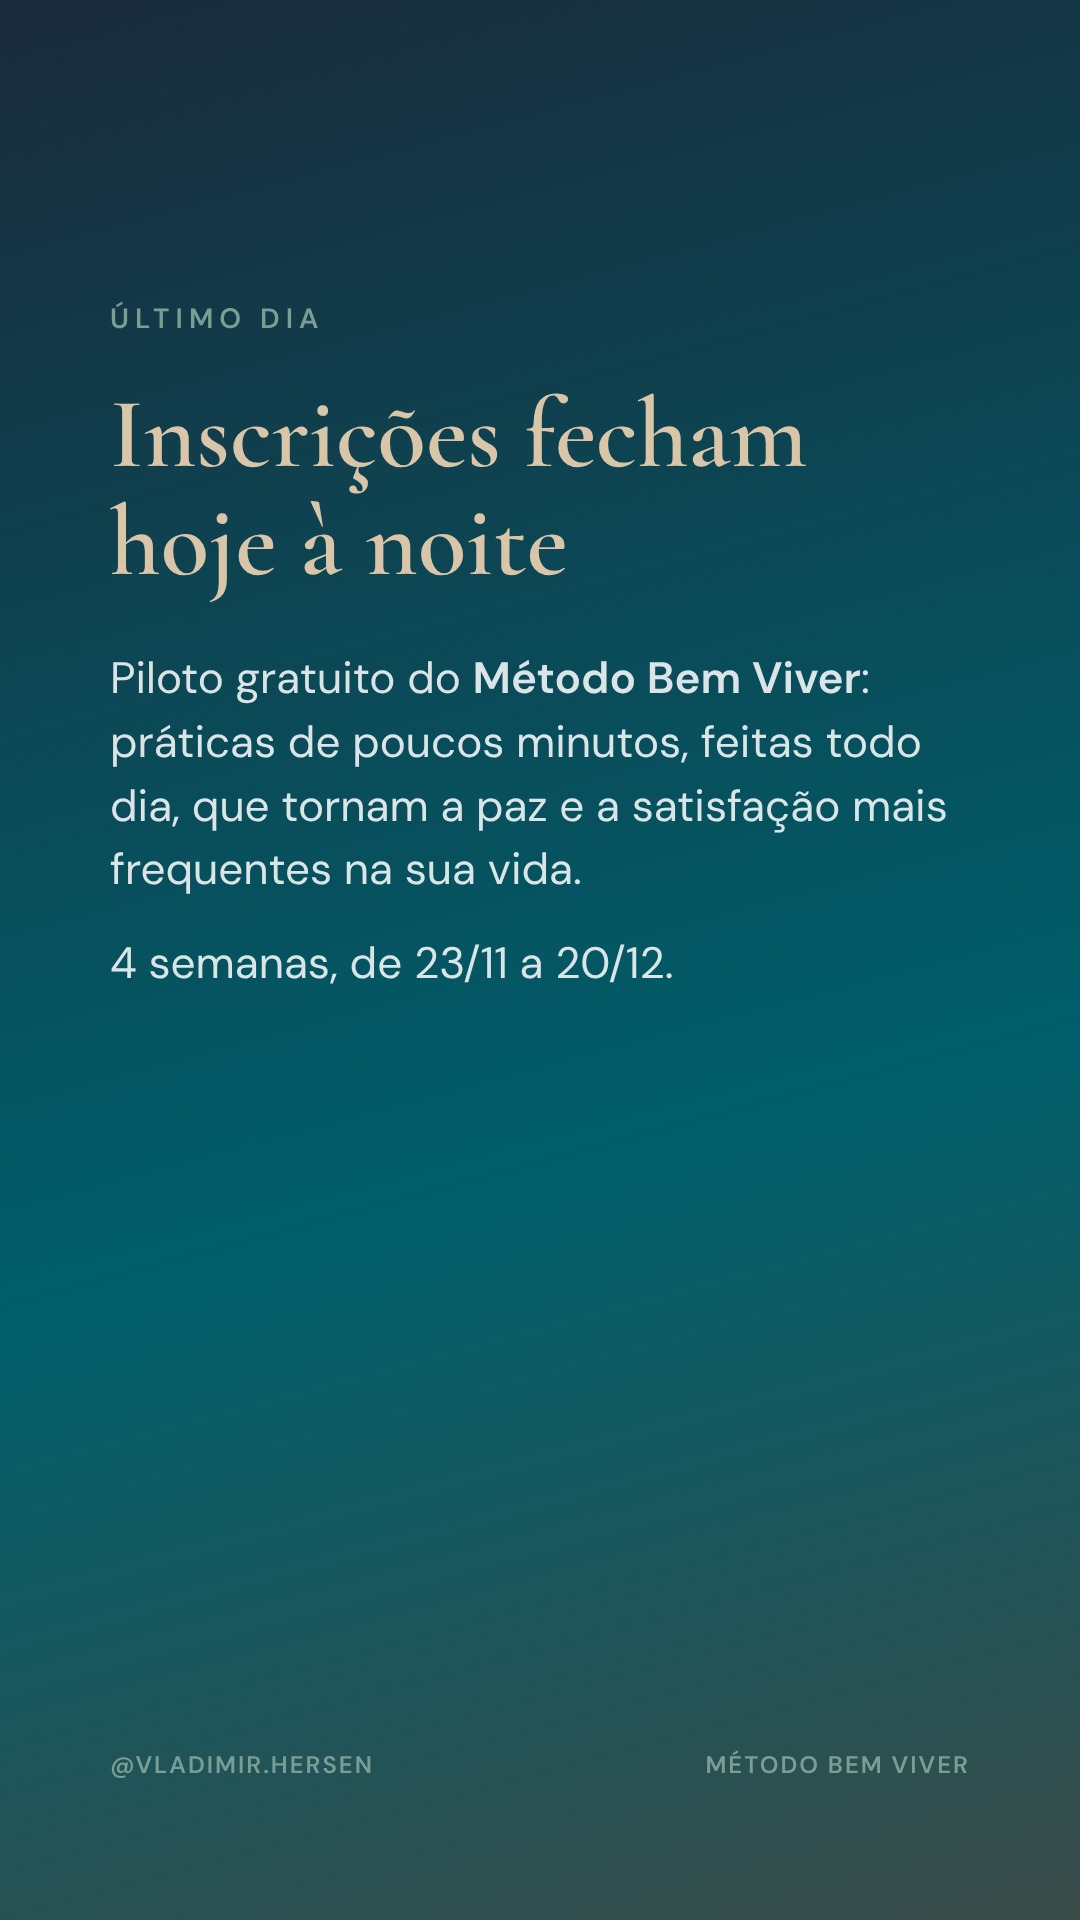 ÚLTIMO DIA
Inscrições fecham
hoje à noite
Piloto gratuito do Método Bem Viver:
práticas de poucos minutos, feitas todo
dia, que tornam a paz e a satisfação mais
frequentes na sua vida.
4 semanas, de 23/11 a 20/12.
@VLADIMIR.HERSEN
MÉTODO BEM VIVER